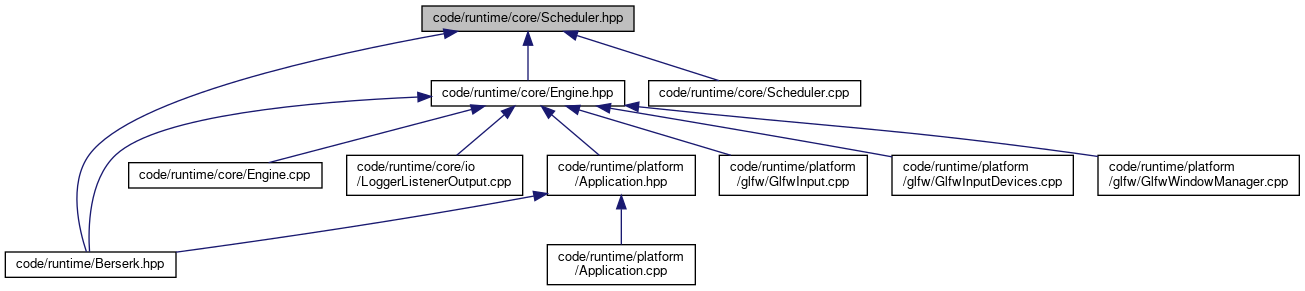 code/runtime/core/Scheduler.hpp
code/runtime/core/Engine.hpp
code/runtime/core/Scheduler.cpp
code/runtime/core/Engine.cpp
code/runtime/core/io
/LoggerListenerOutput.cpp
code/runtime/platform
/Application.hpp
code/runtime/platform
/glfw/GlfwInput.cpp
code/runtime/platform
/glfw/GlfwInputDevices.cpp
code/runtime/platform
/glfw/GlfwWindowManager.cpp
code/runtime/Berserk.hpp
code/runtime/platform
/Application.cpp